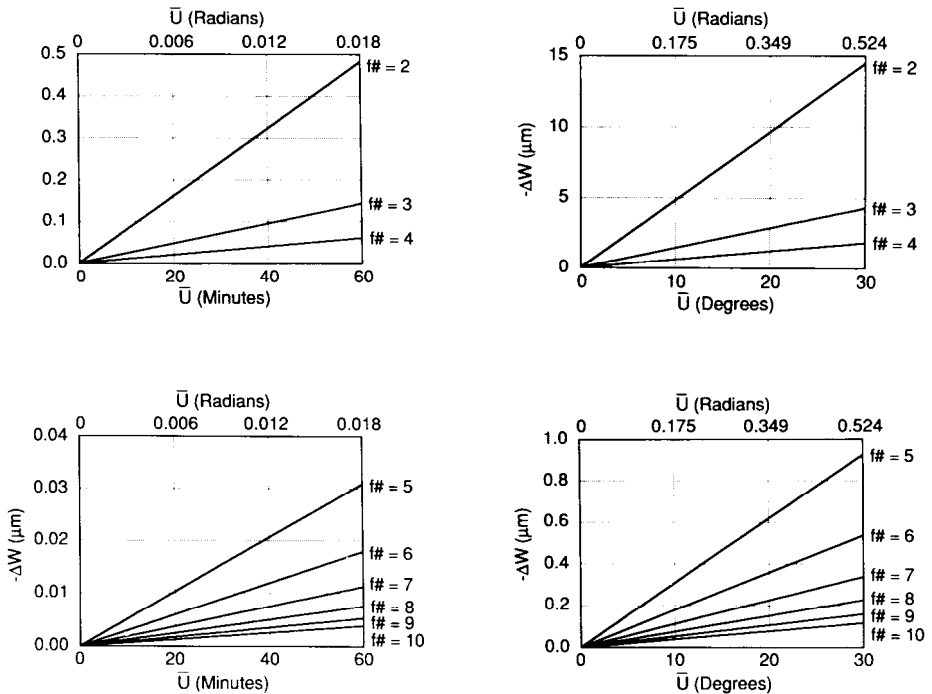 U̅ (Radians)
0 0.006 0.012 0.018
0.5
0.4
0.3
0.2
0.1
0.0
f# = 2
f# = 3
f# = 4
0 20 40 60
U̅ (Minutes)
U̅ (Radians)
0 0.175 0.349 0.524
-ΔW (μm)
15
10
5
0
f# = 2
f# = 3
f# = 4
0 10 20 30
U̅ (Degrees)
U̅ (Radians)
0 0.006 0.012 0.018
-ΔW (μm)
0.04
0.03
0.02
0.01
0.00
f# = 5
f# = 6
f# = 7
f# = 8
f# = 9
f# = 10
0 20 40 60
U̅ (Minutes)
U̅ (Radians)
0 0.175 0.349 0.524
-ΔW (μm)
1.0
0.8
0.6
0.4
0.2
0.0
f# = 5
f# = 6
f# = 7
f# = 8
f# = 9
f# = 10
0 10 20 30
U̅ (Degrees)